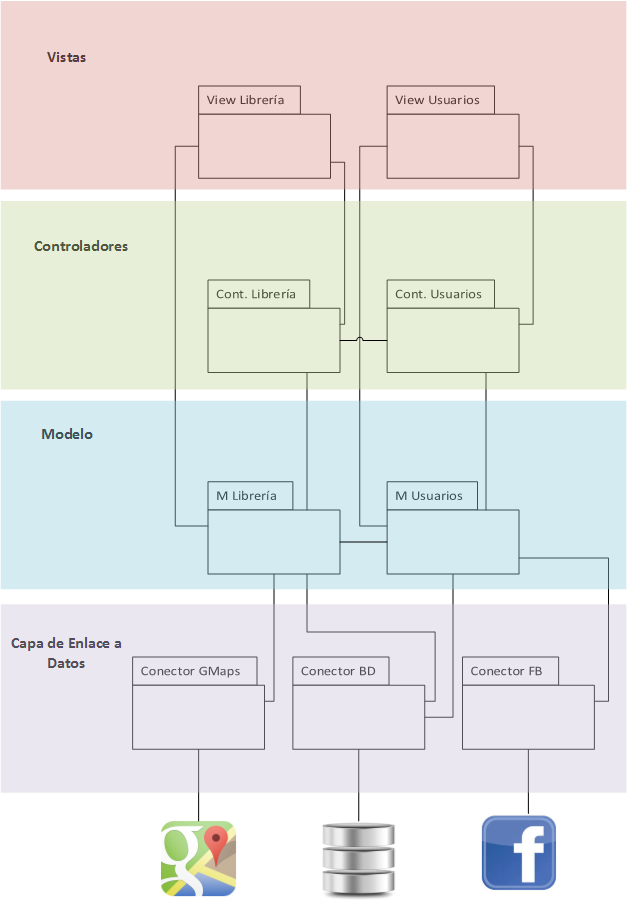 Vistas
View Librería
View Usuarios
Controladores
Cont. Librería
Cont. Usuarios
Modelo
M Librería
M Usuarios
Capa de Enlace a
Datos
Conector GMaps
Conector BD
Conector FB
g
f